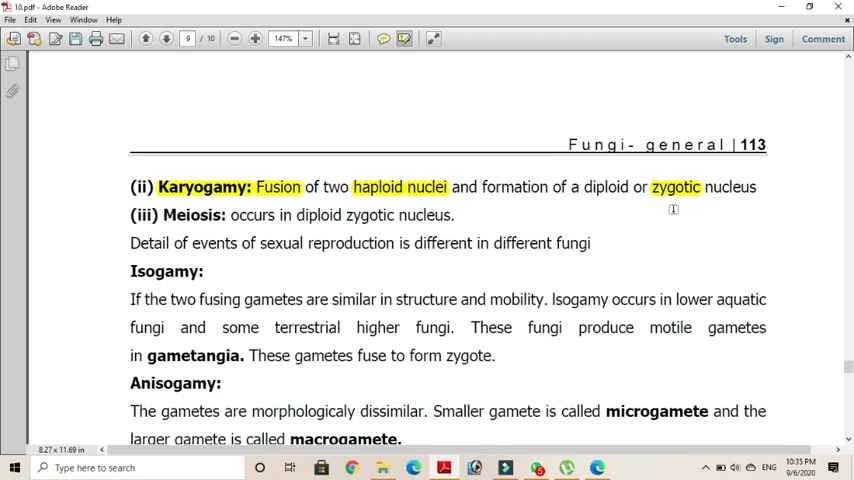 10.pdf - Adobe Reader
File Edit View Window Help
9 / 10 147% Tools Sign Comment
Fungi- general |113
(ii) Karyogamy: Fusion of two haploid nuclei and formation of a diploid or zygotic nucleus
(iii) Meiosis: occurs in diploid zygotic nucleus.
Detail of events of sexual reproduction is different in different fungi
Isogamy:
If the two fusing gametes are similar in structure and mobility. Isogamy occurs in lower aquatic
fungi and some terrestrial higher fungi. These fungi produce motile gametes
in gametangia. These gametes fuse to form zygote.
Anisogamy:
The gametes are morphologicaly dissimilar. Smaller gamete is called microgamete and the
larger gamete is called macrogamete.
8.27 x 11.69 in
Type here to search
ENG
10:35 PM
9/6/2020